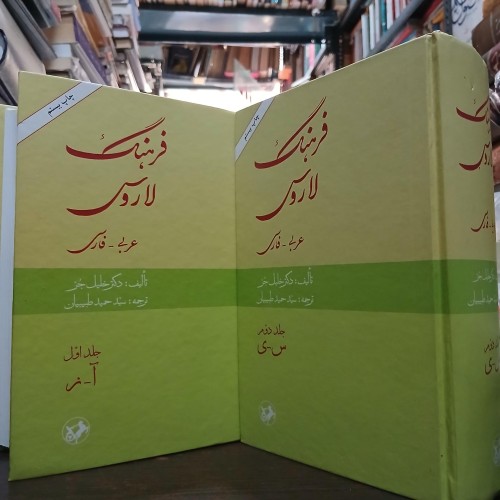 چاپ بیستم
فرهنگ
لاروس
عربی - فارسی
تألیف: دکتر خلیل جر
ترجمه: سید حمید طبیبیان
جلد اول
آ - ز
چاپ بیستم
فرهنگ
لاروس
عربی - فارسی
تألیف: دکتر خلیل جر
ترجمه: سید حمید طبیبیان
جلد دوم
س - ی